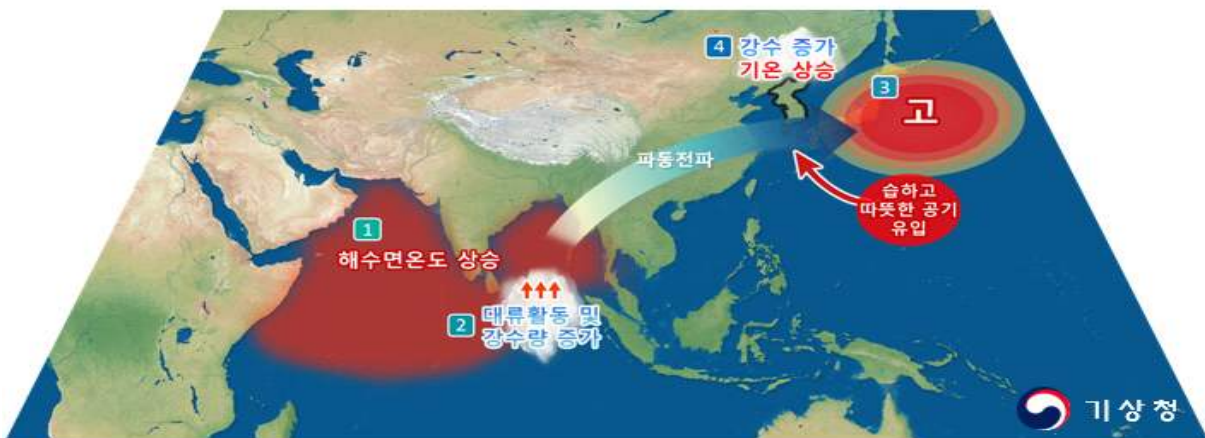 1
해수면온도 상승
2
대류활동 및
강수량 증가
파동전파
3
고
4
강수 증가
기온 상승
습하고
따뜻한 공기
유입
기상청